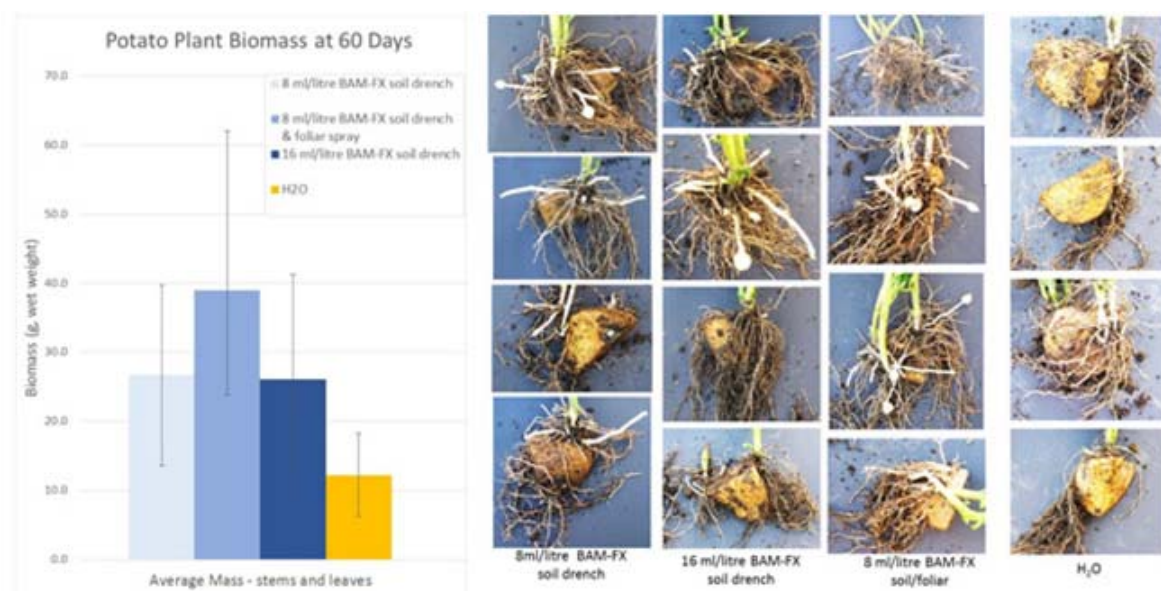 Potato Plant Biomass at 60 Days
8 ml/litre BAM-FX soil drench
8 ml/litre BAM-FX soil drench
& foliar spray
16 ml/litre BAM-FX soil drench
H2O
Biomass (g, wet weight)
70.0
60.0
50.0
40.0
30.0
20.0
10.0
0.0
Average Mass - stems and leaves
8ml/litre BAM-FX
soil drench
16 ml/litre BAM-FX
soil drench
8 ml/litre BAM-FX
soil/foliar
H₂O